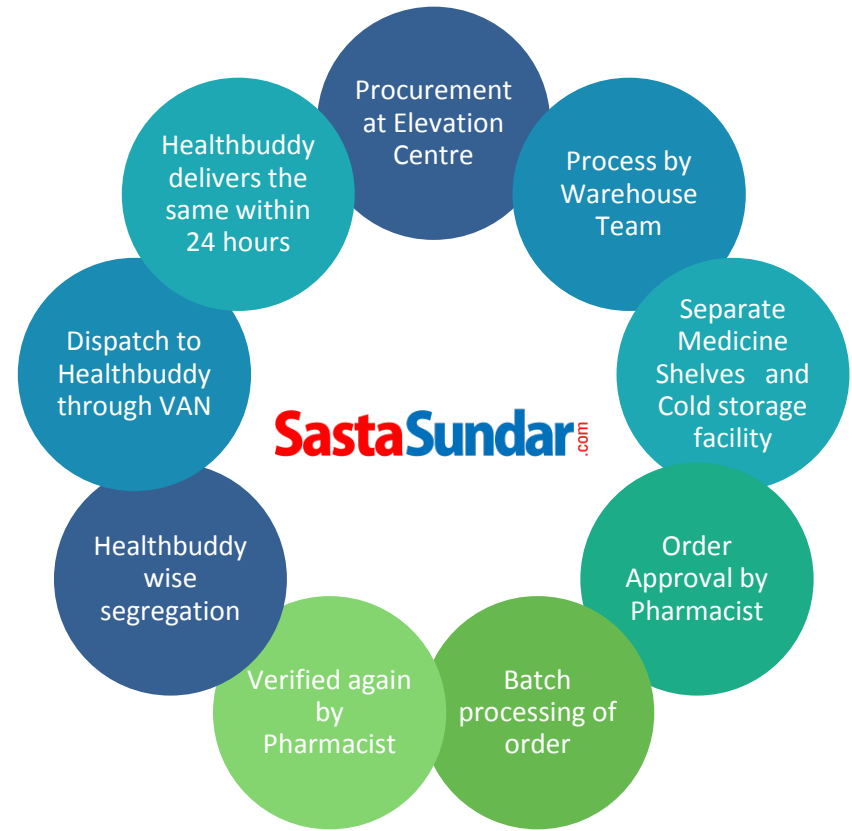 Procurement
at Elevation
Centre
Process by
Warehouse
Team
Separate
Medicine
Shelves and
Cold storage
facility
Order
Approval by
Pharmacist
Batch
processing of
order
Verified again
by
Pharmacist
Healthbuddy
wise
segregation
Dispatch to
Healthbuddy
through VAN
Healthbuddy
delivers the
same within
24 hours
SastaSundar.com